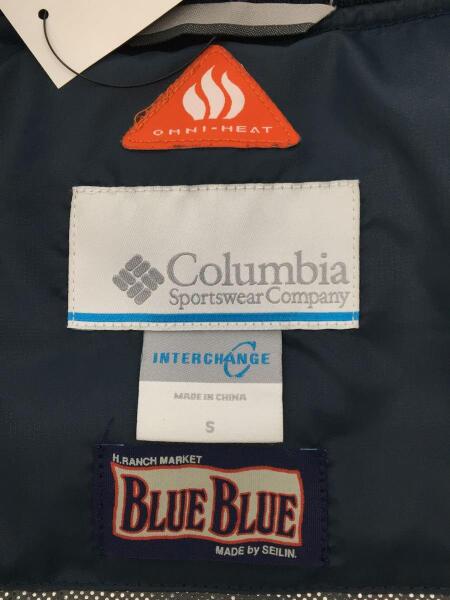 OMNI-HEAT
Columbia
Sportswear Company
INTERCHANGE
MADE IN CHINA
S
H.RANCH MARKET
BLUE BLUE
MADE by SEILIN.